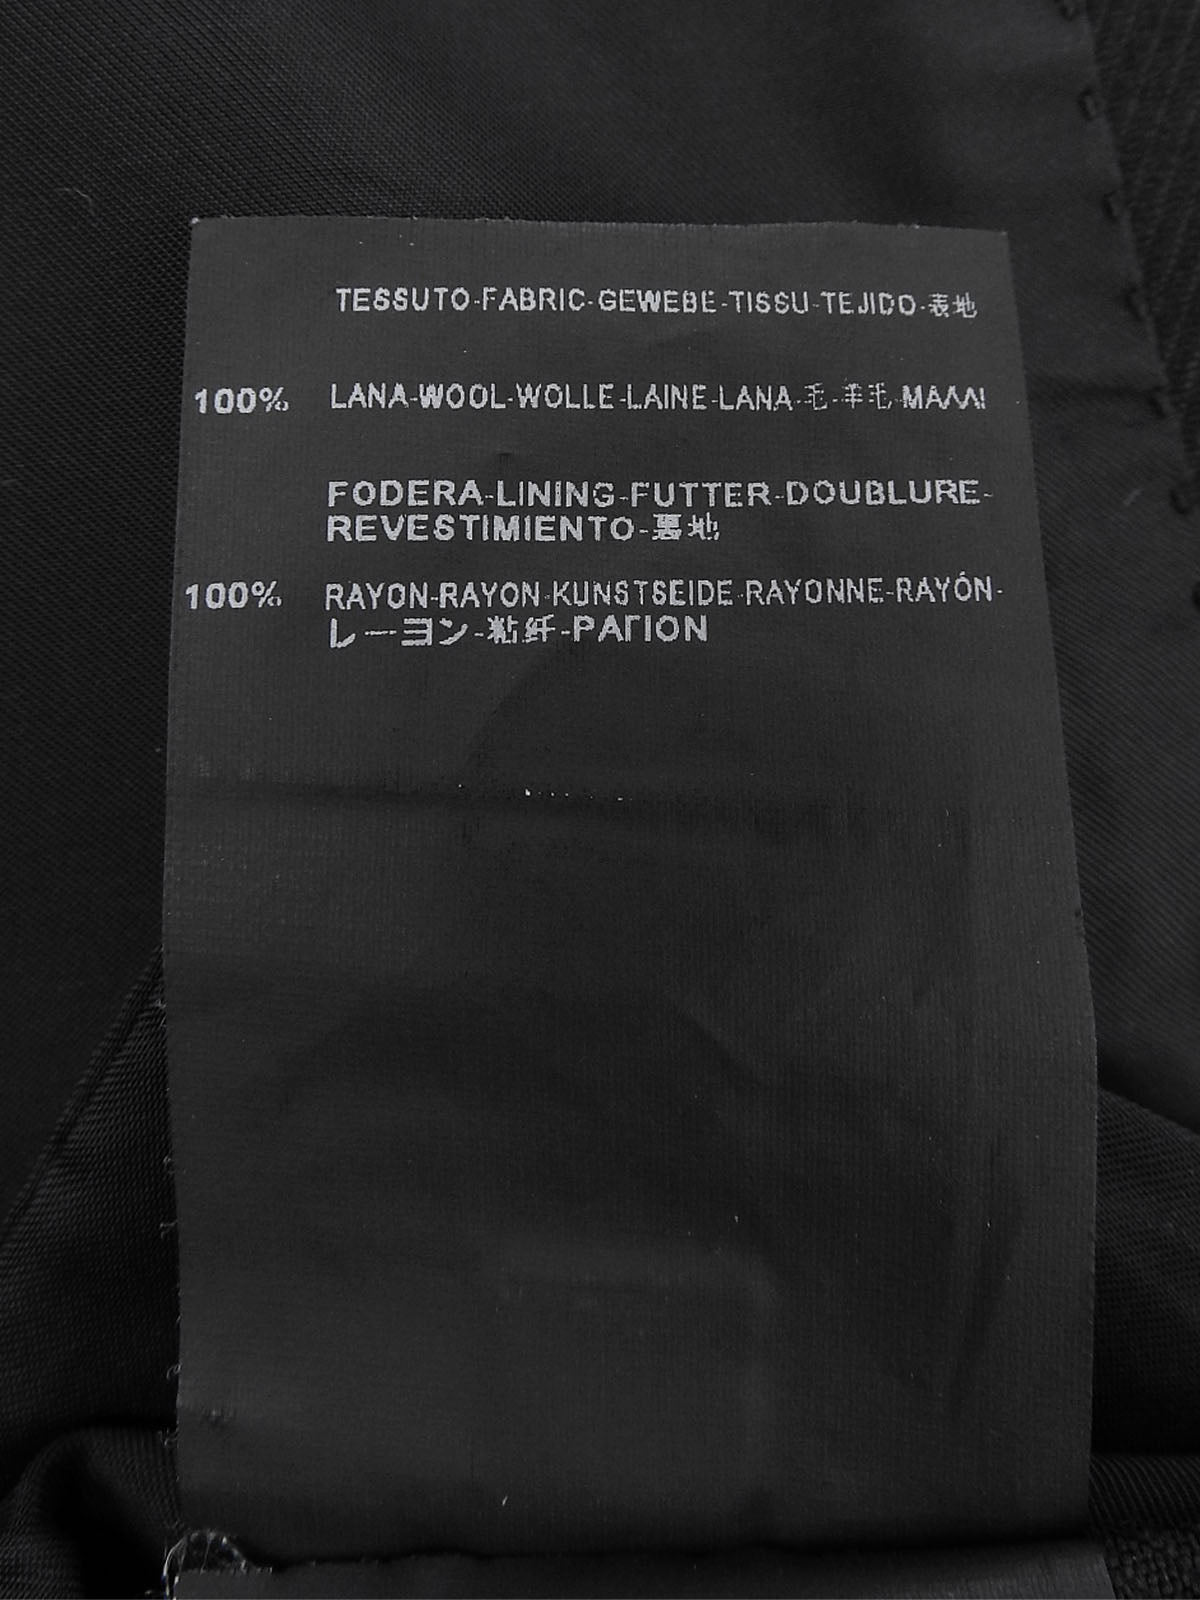 TESSUTO-FABRIC-GEWEBE-TISSU-TEJIDO-表地
100% LANA-WOOL-WOLLE-LAINE-LANA-毛-羊毛-ΜΑΛΛΙ
FODERA-LINING-FUTTER-DOUBLURE-
REVESTIMIENTO-裏地
100% RAYON-RAYON-KUNSTSEIDE-RAYONNE-RAYÓN-
レーヨン-粘纤-ΡΑΓΙΟΝ